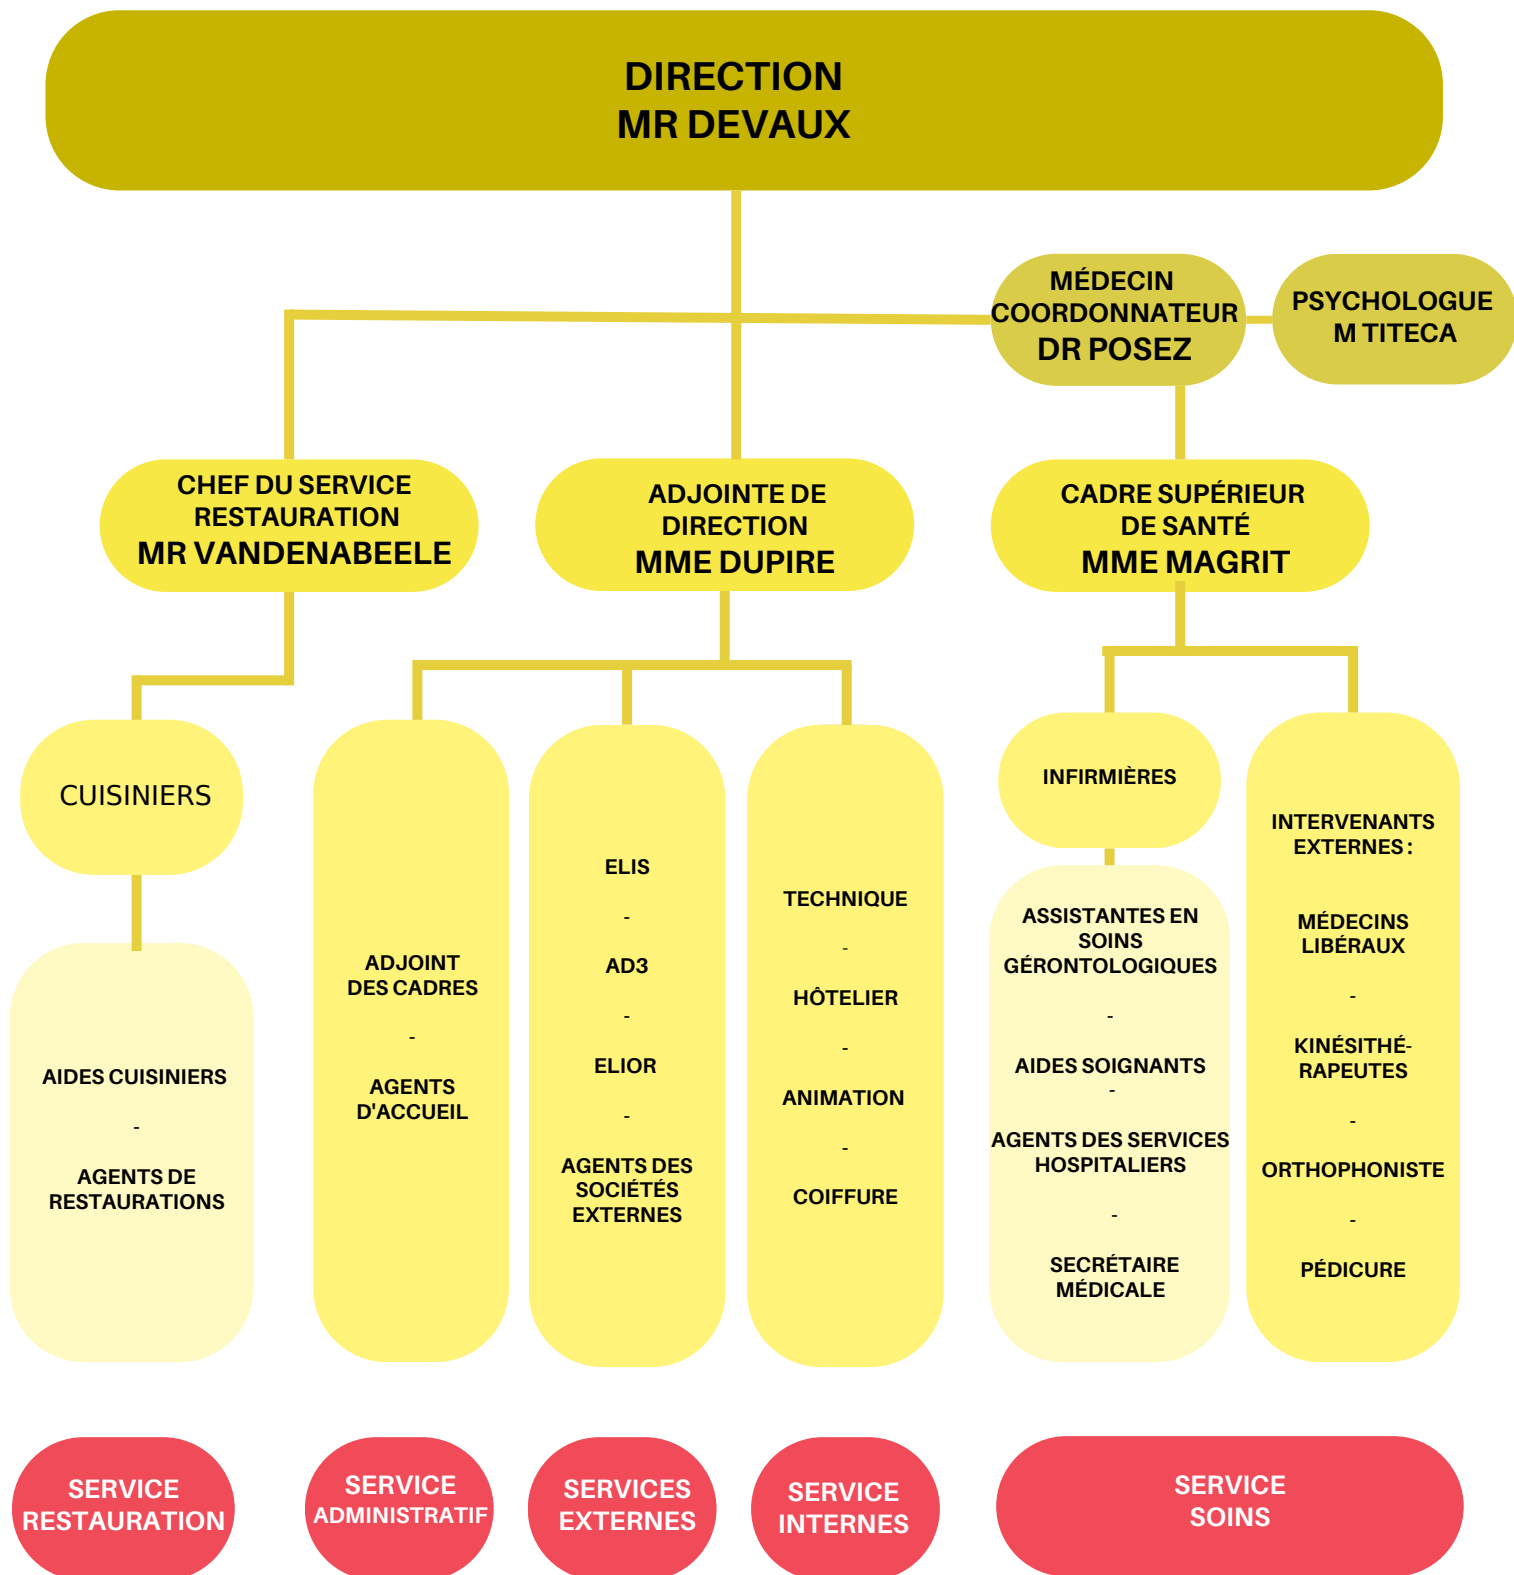 DIRECTION
MR DEVAUX
MÉDECIN
COORDONNATEUR
DR POSEZ
PSYCHOLOGUE
M TITECA
CHEF DU SERVICE
RESTAURATION
MR VANDENABEELE
ADJOINTE DE
DIRECTION
MME DUPIRE
CADRE SUPÉRIEUR
DE SANTÉ
MME MAGRIT
CUISINIERS
AIDES CUISINIERS
-
AGENTS DE
RESTAURATIONS
ADJOINT
DES CADRES
-
AGENTS
D'ACCUEIL
ELIS
-
AD3
-
ELIOR
-
AGENTS DES
SOCIÉTÉS
EXTERNES
TECHNIQUE
-
HÔTELIER
-
ANIMATION
-
COIFFURE
INFIRMIÈRES
ASSISTANTES EN
SOINS
GÉRONTOLOGIQUES
-
AIDES SOIGNANTS
-
AGENTS DES SERVICES
HOSPITALIERS
-
SECRÉTAIRE
MÉDICALE
INTERVENANTS
EXTERNES :
MÉDECINS
LIBÉRAUX
-
KINÉSITHÉ-
RAPEUTES
-
ORTHOPHONISTE
-
PÉDICURE
SERVICE
RESTAURATION
SERVICE
ADMINISTRATIF
SERVICES
EXTERNES
SERVICE
INTERNES
SERVICE
SOINS